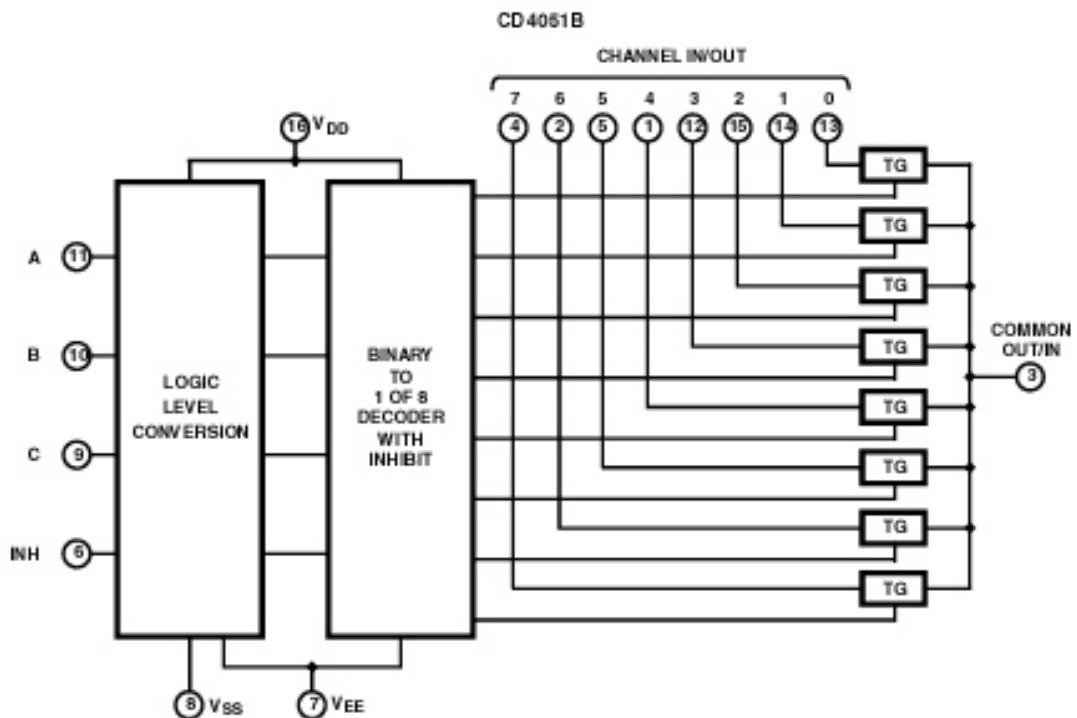 CD4051B
CHANNEL IN/OUT
7 6 5 4 3 2 1 0
4 2 5 1 12 15 14 13
16 VDD
TG
TG
TG
TG
TG
TG
TG
TG
A 11
B 10
C 9
INH 6
LOGIC
LEVEL
CONVERSION
BINARY
TO
1 OF 8
DECODER
WITH
INHIBIT
COMMON
OUT/IN
3
8 VSS
7 VEE